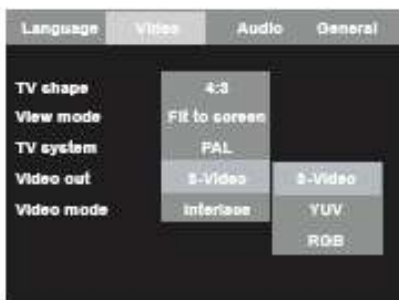 Language Video Audio General
TV shape 4:3
View mode Fit to screen
TV system PAL
Video out S-Video S-Video
Video mode Interlace YUV
RGB